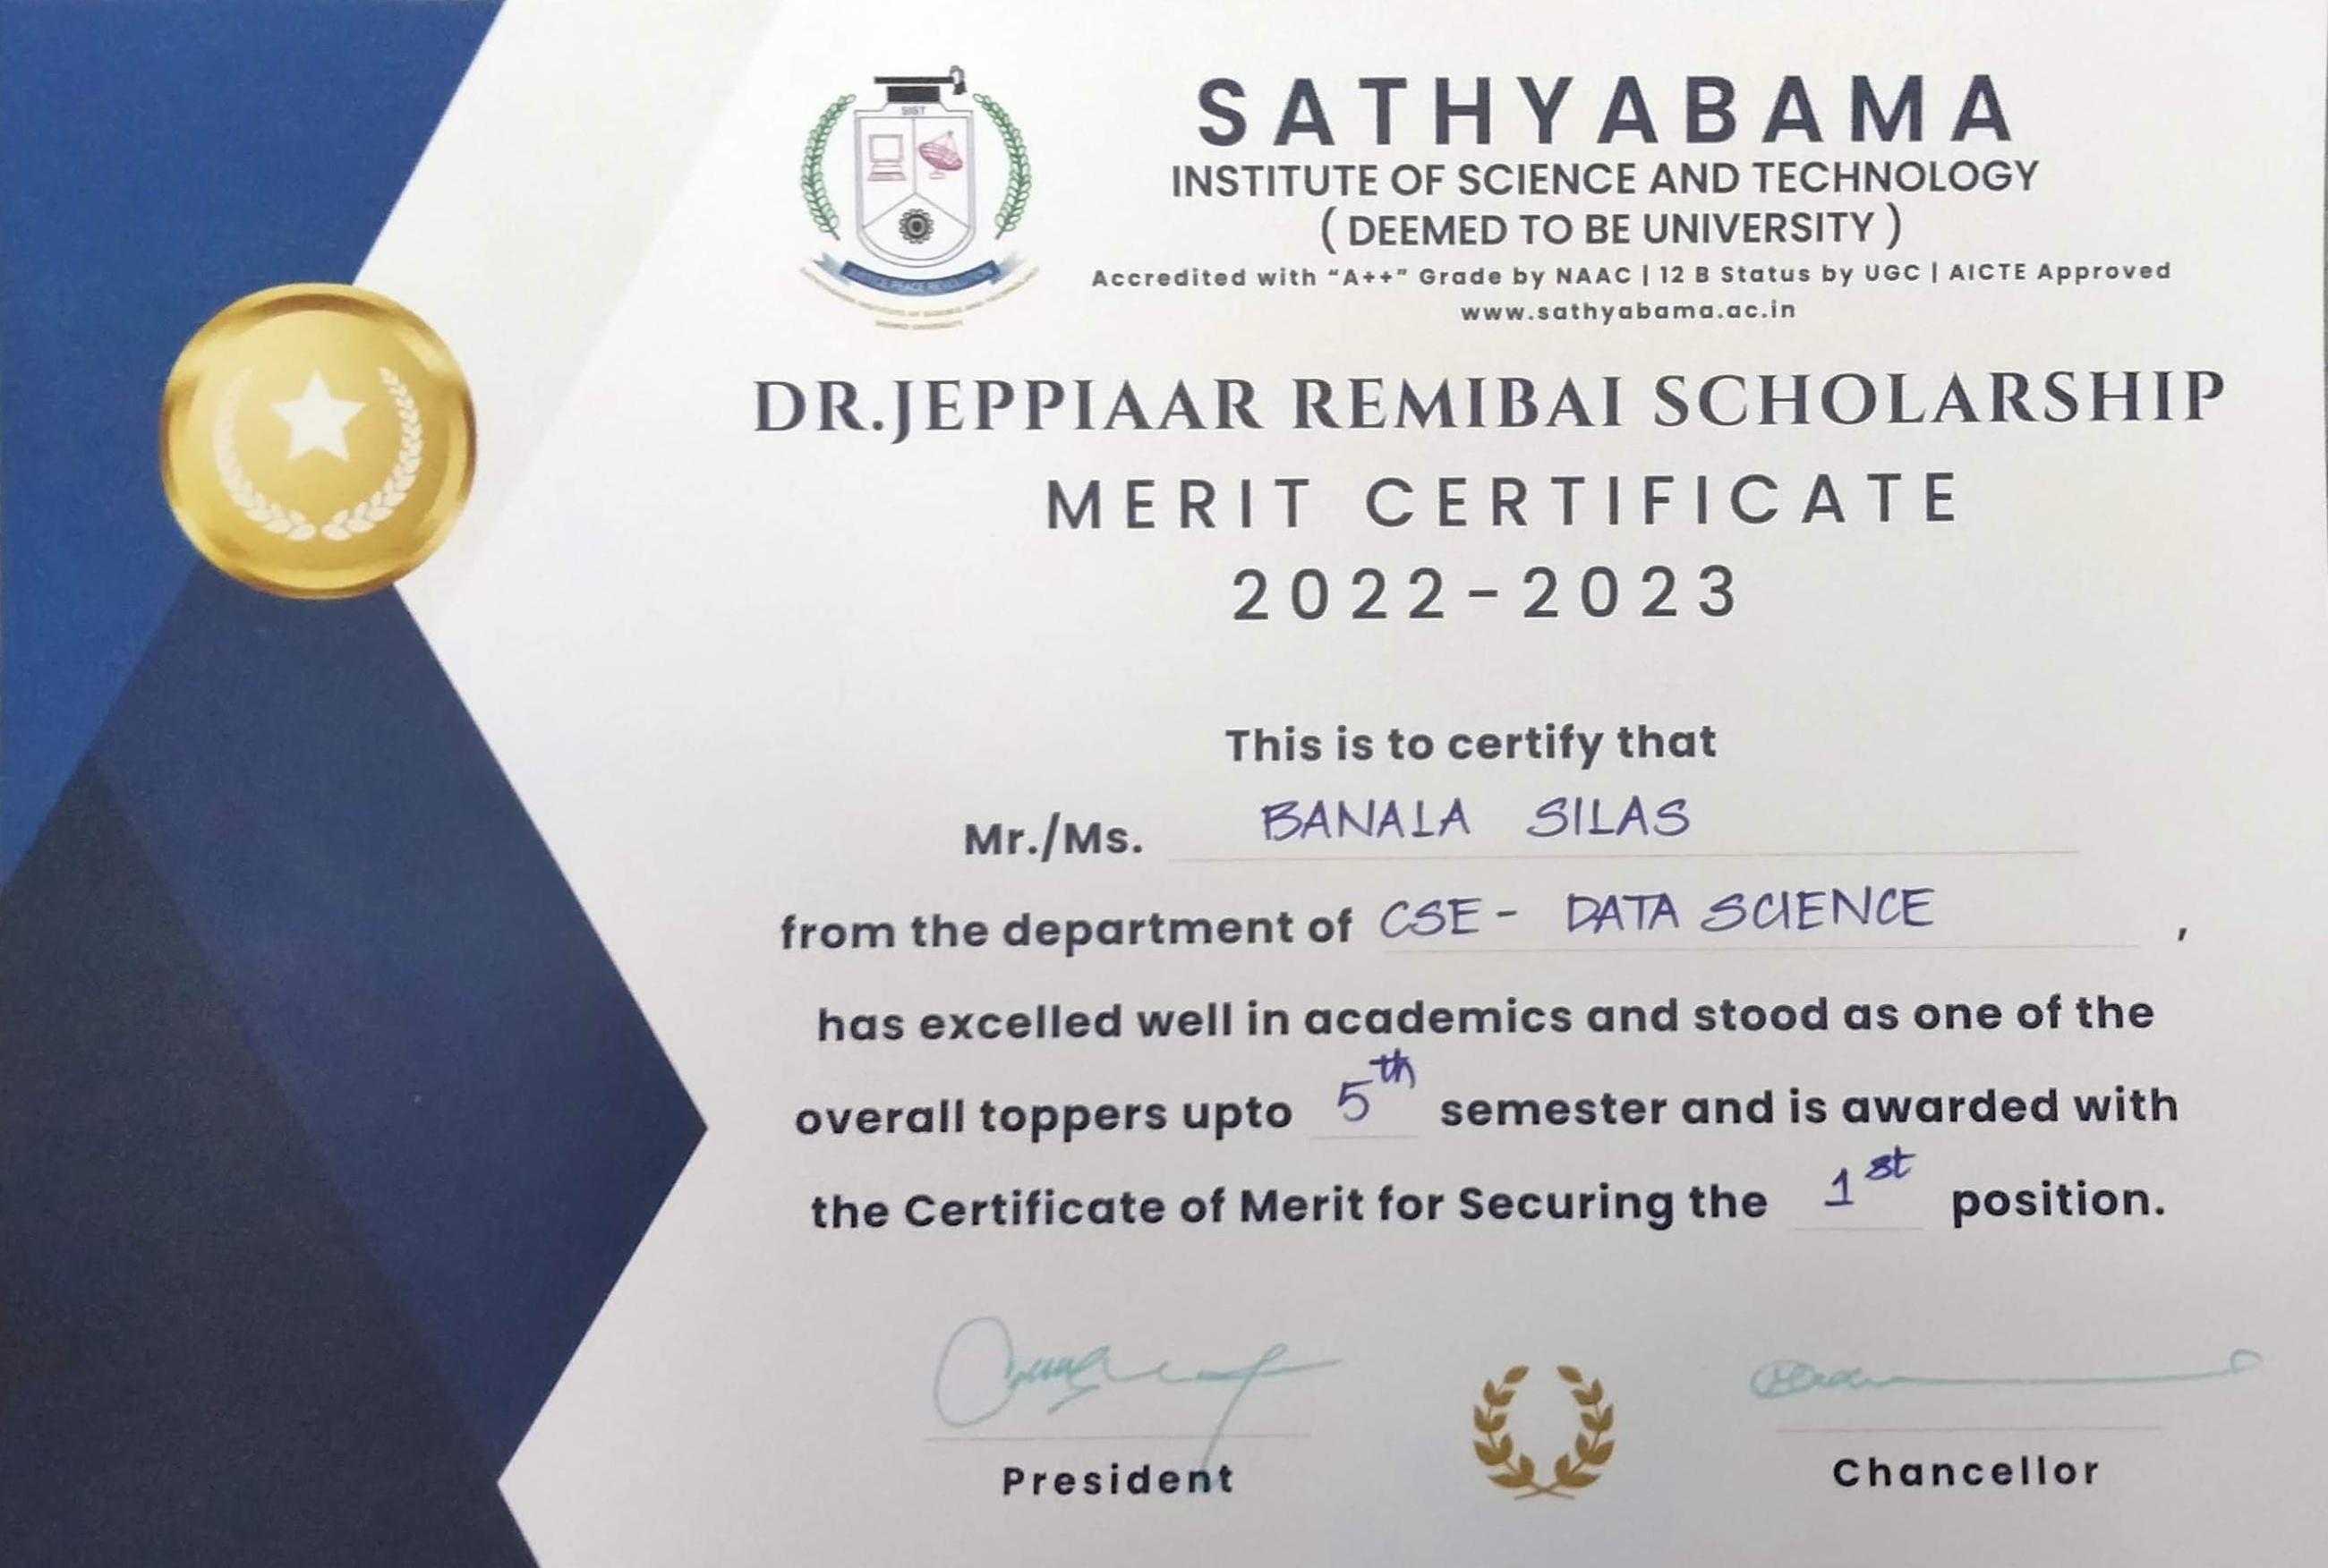 SIST
SATHYABAMA
INSTITUTE OF SCIENCE AND TECHNOLOGY
( DEEMED TO BE UNIVERSITY )
Accredited with “A++” Grade by NAAC | 12 B Status by UGC | AICTE Approved
www.sathyabama.ac.in
DR.JEPPIAAR REMIBAI SCHOLARSHIP
MERIT CERTIFICATE
2022-2023
This is to certify that
Mr./Ms. BANALA SILAS
from the department of CSE - DATA SCIENCE ,
has excelled well in academics and stood as one of the
overall toppers upto 5th semester and is awarded with
the Certificate of Merit for Securing the 1st position.
President
Chancellor